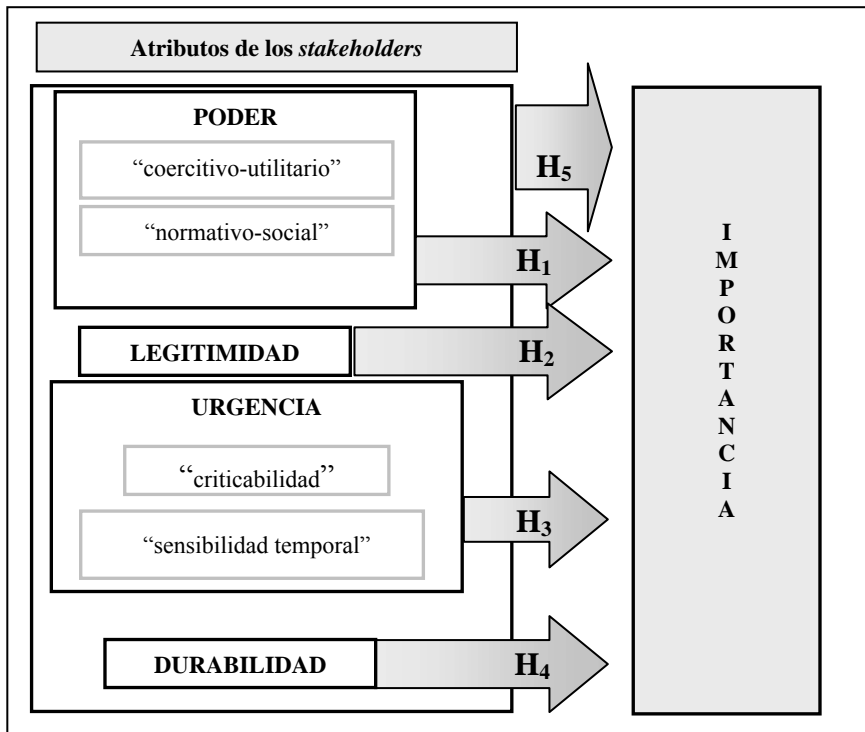 Atributos de los stakeholders
PODER
“coercitivo-utilitario”
“normativo-social”
H5
H1
LEGITIMIDAD
H2
URGENCIA
“criticabilidad”
“sensibilidad temporal”
H3
DURABILIDAD
H4
I
M
P
O
R
T
A
N
C
I
A